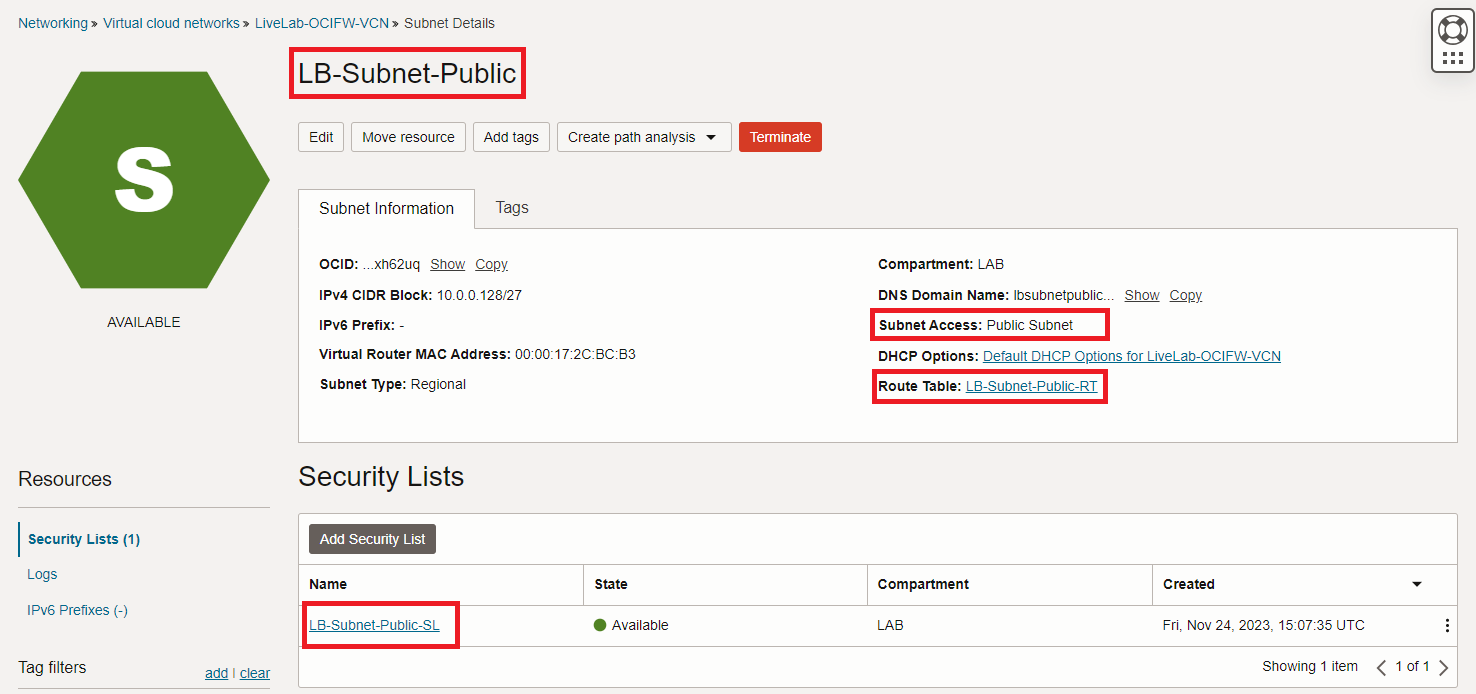 Networking » Virtual cloud networks » LiveLab-OCIFW-VCN » Subnet Details
LB-Subnet-Public
S
AVAILABLE
Edit Move resource Add tags Create path analysis Terminate
Subnet Information Tags
OCID: ...xh62uq Show Copy
IPv4 CIDR Block: 10.0.0.128/27
IPv6 Prefix: -
Virtual Router MAC Address: 00:00:17:2C:BC:B3
Subnet Type: Regional
Compartment: LAB
DNS Domain Name: lbsubnetpublic... Show Copy
Subnet Access: Public Subnet
DHCP Options: Default DHCP Options for LiveLab-OCIFW-VCN
Route Table: LB-Subnet-Public-RT
Resources
Security Lists (1)
Logs
IPv6 Prefixes (-)
Tag filters add | clear
Security Lists
Add Security List
Name State Compartment Created
LB-Subnet-Public-SL Available LAB Fri, Nov 24, 2023, 15:07:35 UTC
Showing 1 item 1 of 1